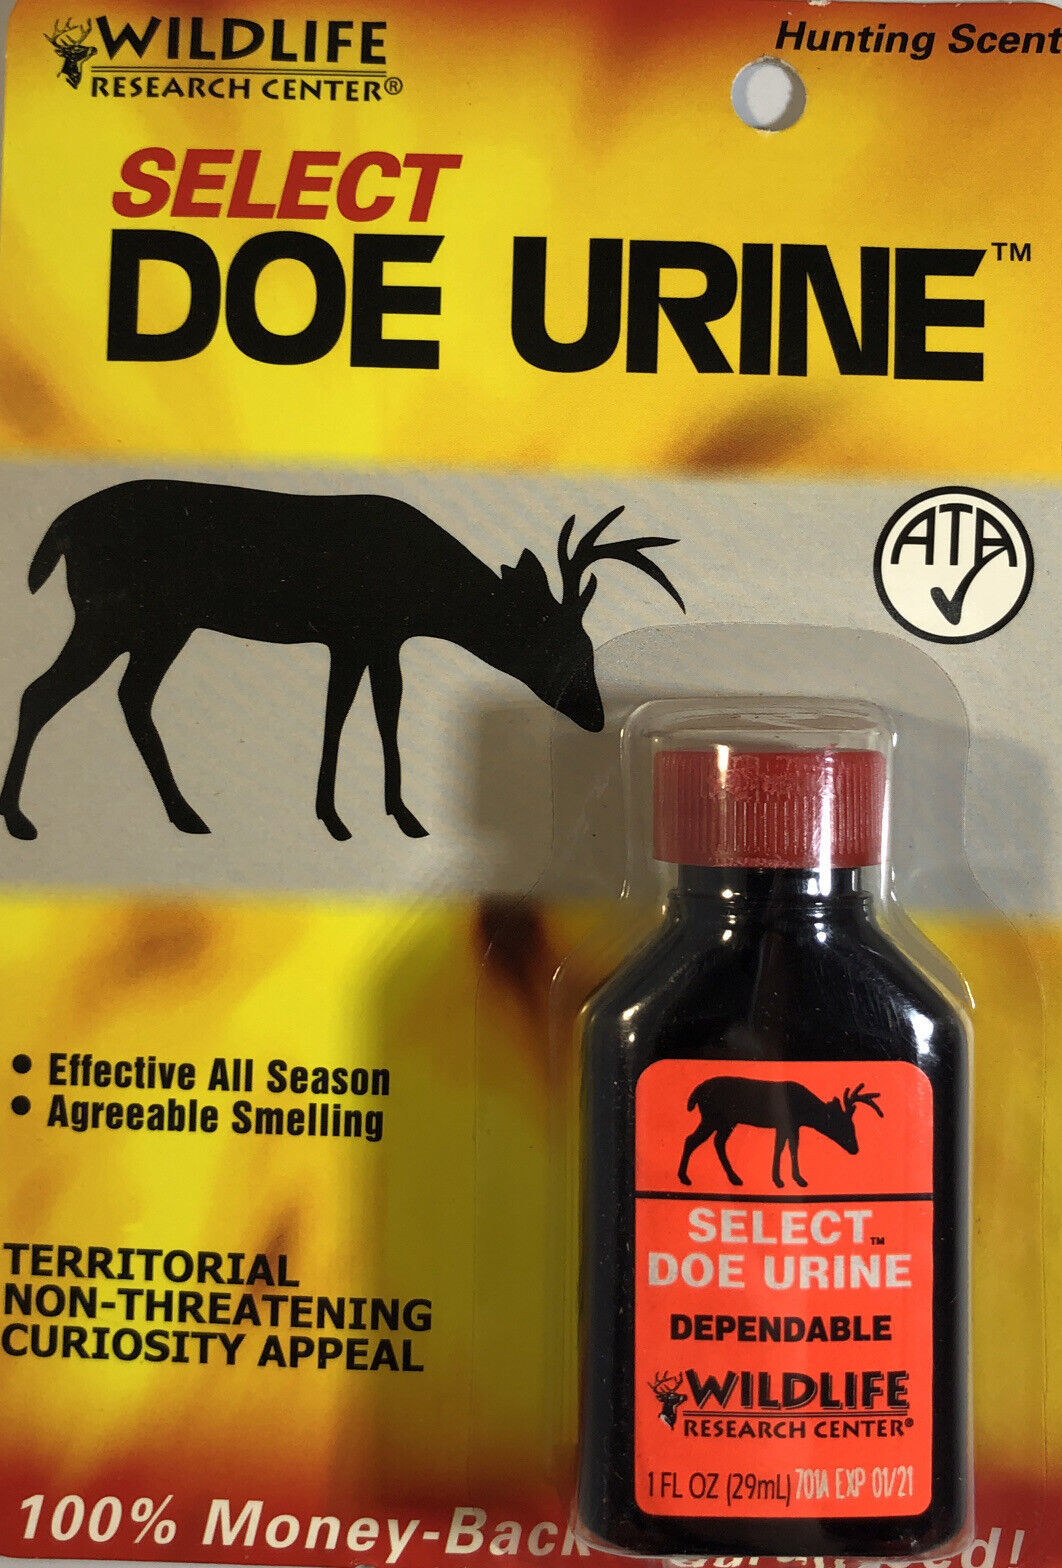 WILDLIFE
RESEARCH CENTER®
Hunting Scent
SELECT
DOE URINE™
ATA
• Effective All Season
• Agreeable Smelling
TERRITORIAL
NON-THREATENING
CURIOSITY APPEAL
SELECT™
DOE URINE
DEPENDABLE
WILDLIFE
RESEARCH CENTER®
1 FL OZ (29mL) 701A EXP 01/21
100% Money-Back